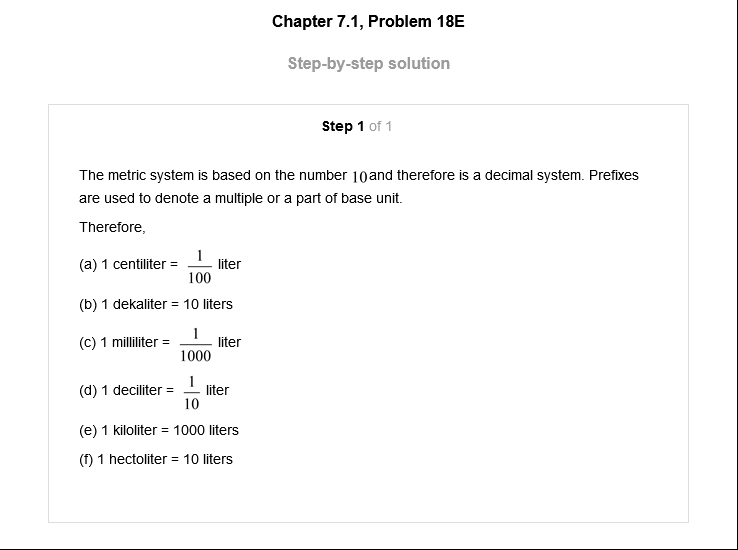 Chapter 7.1, Problem 18E
Step-by-step solution
Step 1 of 1
The metric system is based on the number 10 and therefore is a decimal system. Prefixes
are used to denote a multiple or a part of base unit.
Therefore,
(a) 1 centiliter = 1/100 liter
(b) 1 dekaliter = 10 liters
(c) 1 milliliter = 1/1000 liter
(d) 1 deciliter = 1/10 liter
(e) 1 kiloliter = 1000 liters
(f) 1 hectoliter = 10 liters